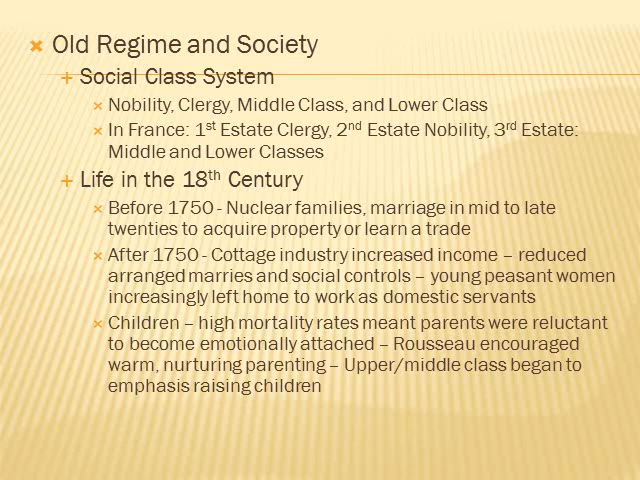 Old Regime and Society
Social Class System
Nobility, Clergy, Middle Class, and Lower Class
In France: 1st Estate Clergy, 2nd Estate Nobility, 3rd Estate:
Middle and Lower Classes
Life in the 18th Century
Before 1750 - Nuclear families, marriage in mid to late
twenties to acquire property or learn a trade
After 1750 - Cottage industry increased income – reduced
arranged marries and social controls – young peasant women
increasingly left home to work as domestic servants
Children – high mortality rates meant parents were reluctant
to become emotionally attached – Rousseau encouraged
warm, nurturing parenting – Upper/middle class began to
emphasis raising children